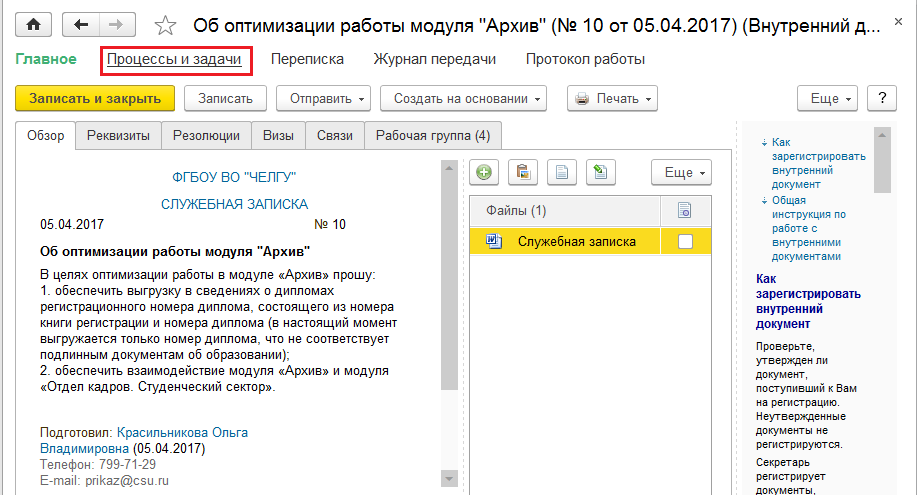 Об оптимизации работы модуля "Архив" (№ 10 от 05.04.2017) (Внутренний д...
Главное Процессы и задачи Переписка Журнал передачи Протокол работы
Записать и закрыть Записать Отправить Создать на основании Печать Еще ?
Обзор Реквизиты Резолюции Визы Связи Рабочая группа (4)
ФГБОУ ВО "ЧЕЛГУ"
СЛУЖЕБНАЯ ЗАПИСКА
05.04.2017 № 10
Об оптимизации работы модуля "Архив"
В целях оптимизации работы в модуле «Архив» прошу:
1. обеспечить выгрузку в сведениях о дипломах
регистрационного номера диплома, состоящего из номера
книги регистрации и номера диплома (в настоящий момент
выгружается только номер диплома, что не соответствует
подлинным документам об образовании);
2. обеспечить взаимодействие модуля «Архив» и модуля
«Отдел кадров. Студенческий сектор».
Подготовил: Красильникова Ольга
Владимировна (05.04.2017)
Телефон: 799-71-29
E-mail: prikaz@csu.ru
Еще
Файлы (1)
Служебная записка
Как
зарегистрировать
внутренний
документ
Общая
инструкция по
работе с
внутренними
документами
Как
зарегистрировать
внутренний
документ
Проверьте,
утвержден ли
документ,
поступивший к Вам
на регистрацию.
Неутвержденные
документы не
регистрируются.
Секретарь
регистрирует
документы,